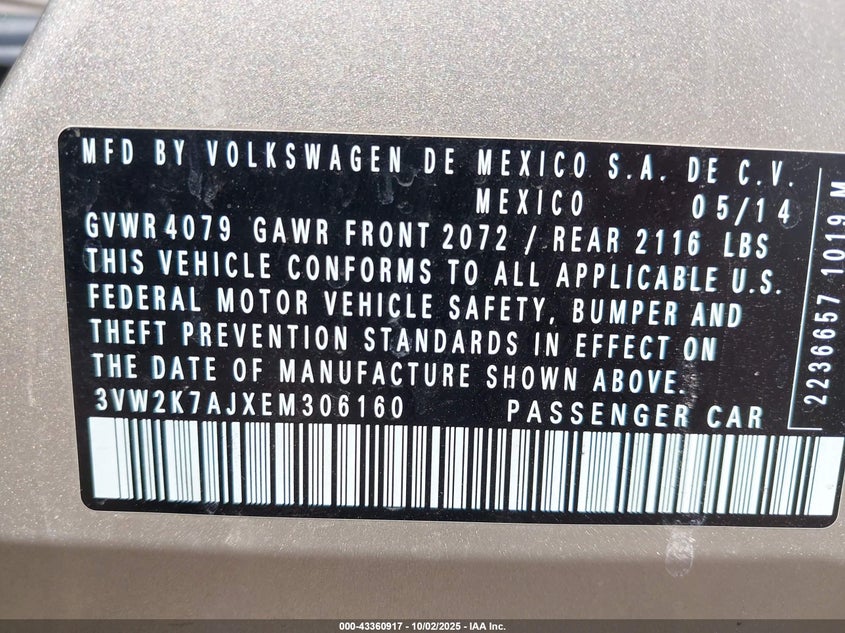 MFD BY VOLKSWAGEN DE MEXICO S.A. DE C.V.
MEXICO 05/14
GVWR 4079 GAWR FRONT 2072 / REAR 2116 LBS
THIS VEHICLE CONFORMS TO ALL APPLICABLE U.S.
FEDERAL MOTOR VEHICLE SAFETY, BUMPER AND
THEFT PREVENTION STANDARDS IN EFFECT ON
THE DATE OF MANUFACTURE SHOWN ABOVE.
3VW2K7AJXEM306160 PASSENGER CAR
2236657 1019 M
000-43360917 - 10/02/2025 - IAA Inc.